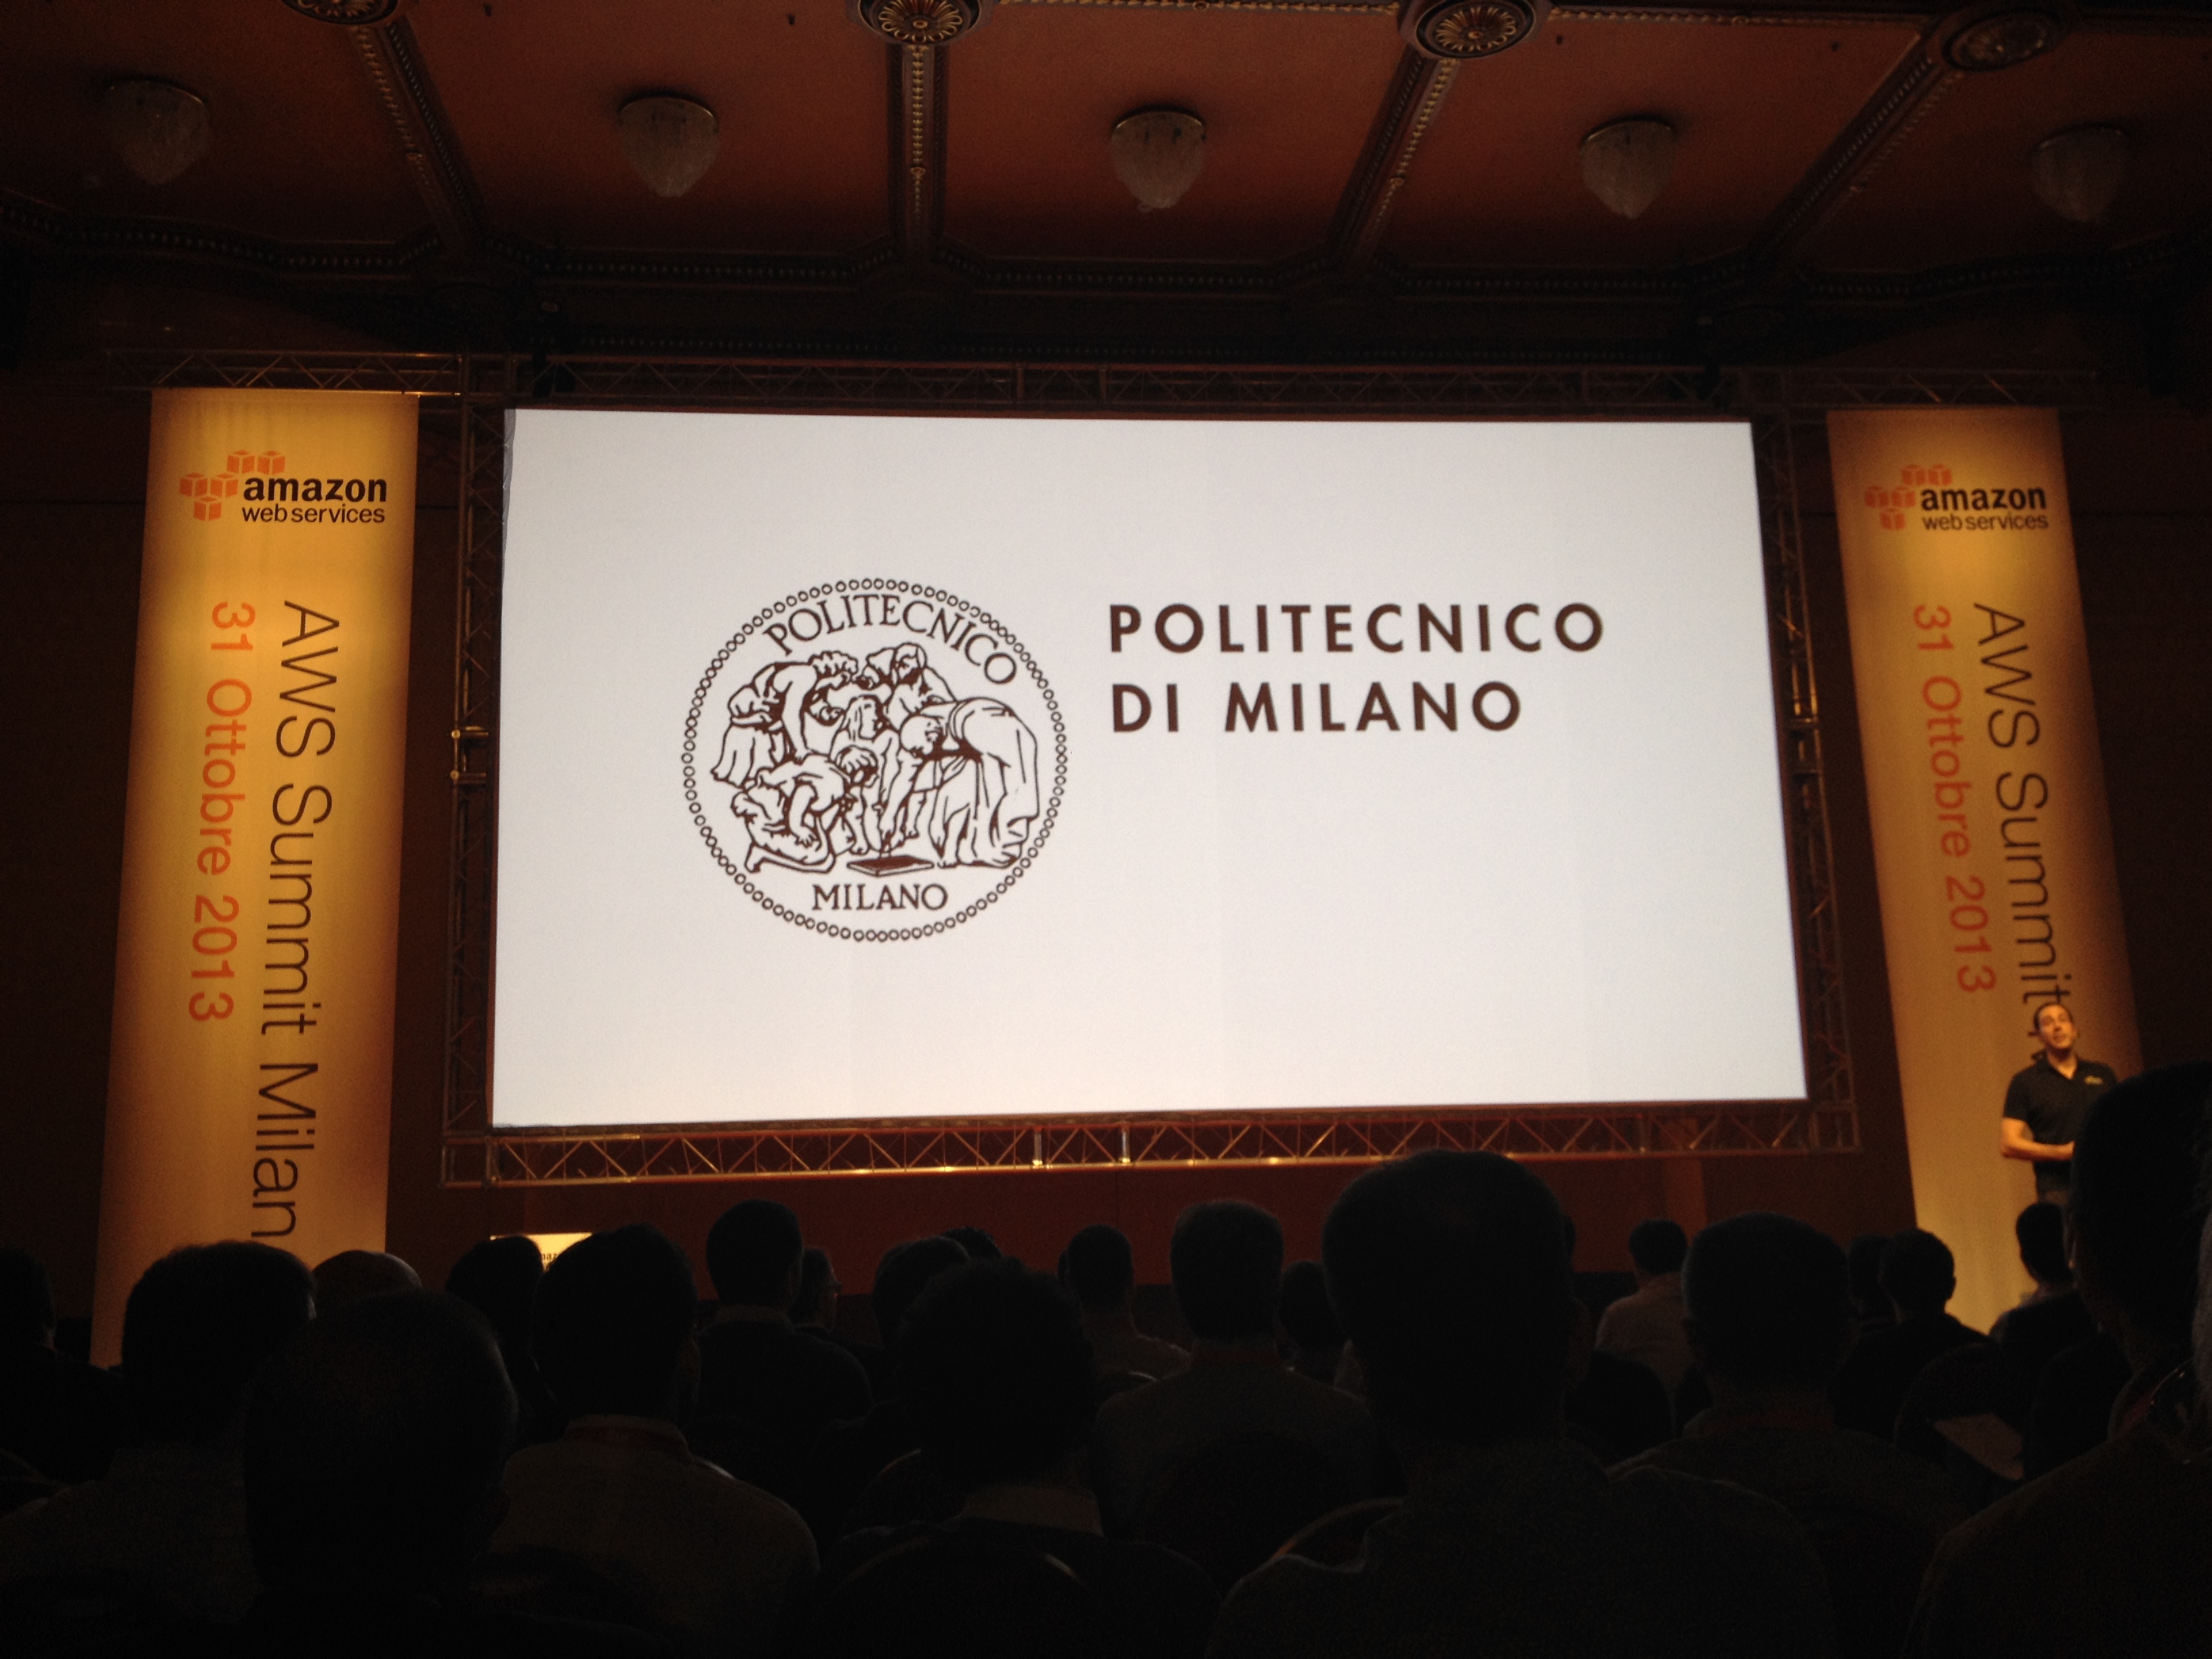 amazon
web services
AWS Summit Milan
31 Ottobre 2013
POLITECNICO
MILANO
POLITECNICO
DI MILANO
amazon
web services
AWS Summit
31 Ottobre 2013